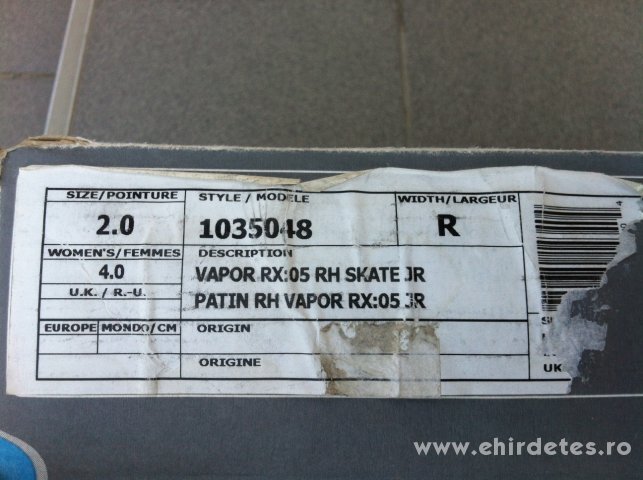 SIZE/POINTURE STYLE / MODELE WIDTH/LARGEUR
2.0 1035048 R
WOMEN'S/FEMMES DESCRIPTION
4.0 VAPOR RX:05 RH SKATE JR
U.K. / R.-U. PATIN RH VAPOR RX:05 JR
EUROPE MONDO/CM ORIGIN
ORIGINE
UK
www.ehirdetes.ro